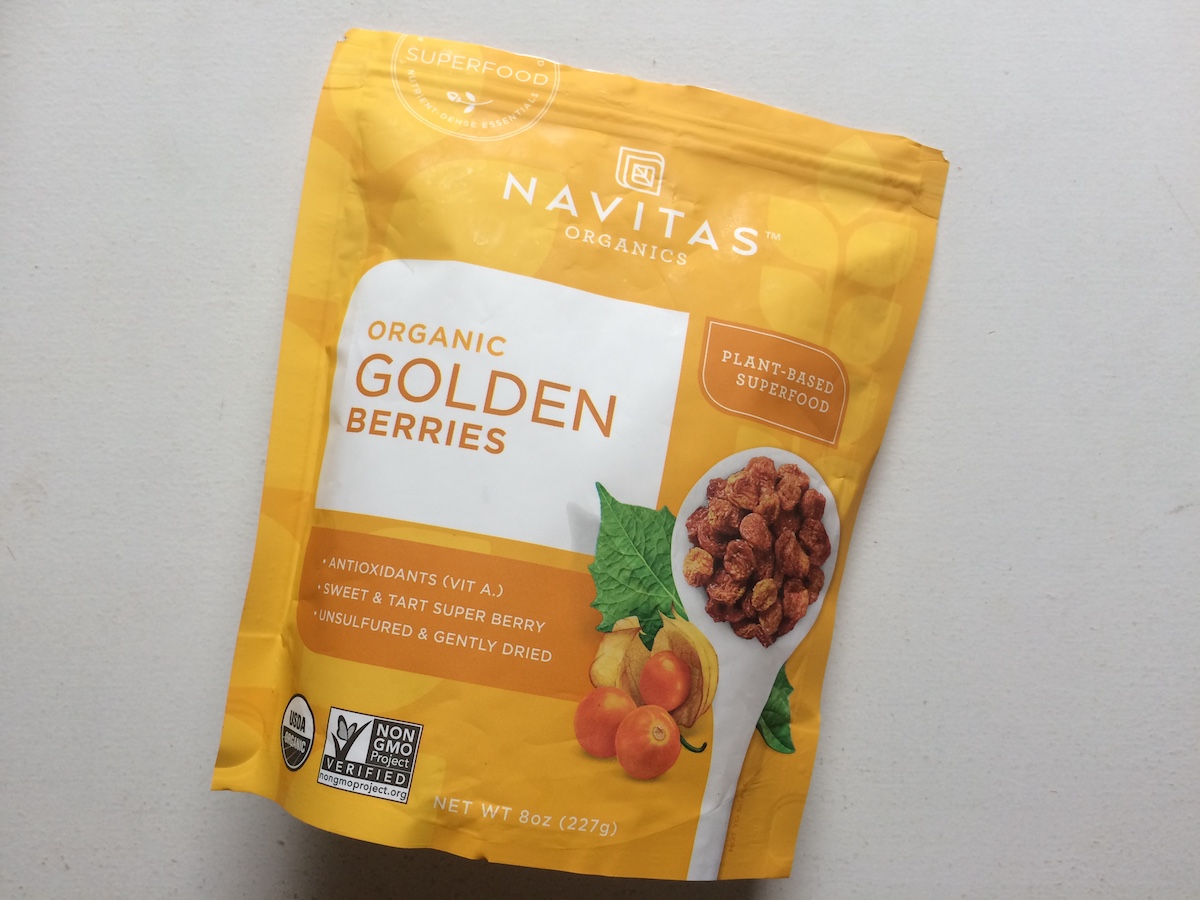 SUPERFOOD
NUTRIENT-DENSE ESSENTIALS
NAVITAS™
ORGANICS
ORGANIC
GOLDEN
BERRIES
PLANT-BASED
SUPERFOOD
• ANTIOXIDANTS (VIT A.)
• SWEET & TART SUPER BERRY
• UNSULFURED & GENTLY DRIED
USDA
ORGANIC
NON
GMO
Project
VERIFIED
nongmoproject.org
NET WT 8oz (227g)